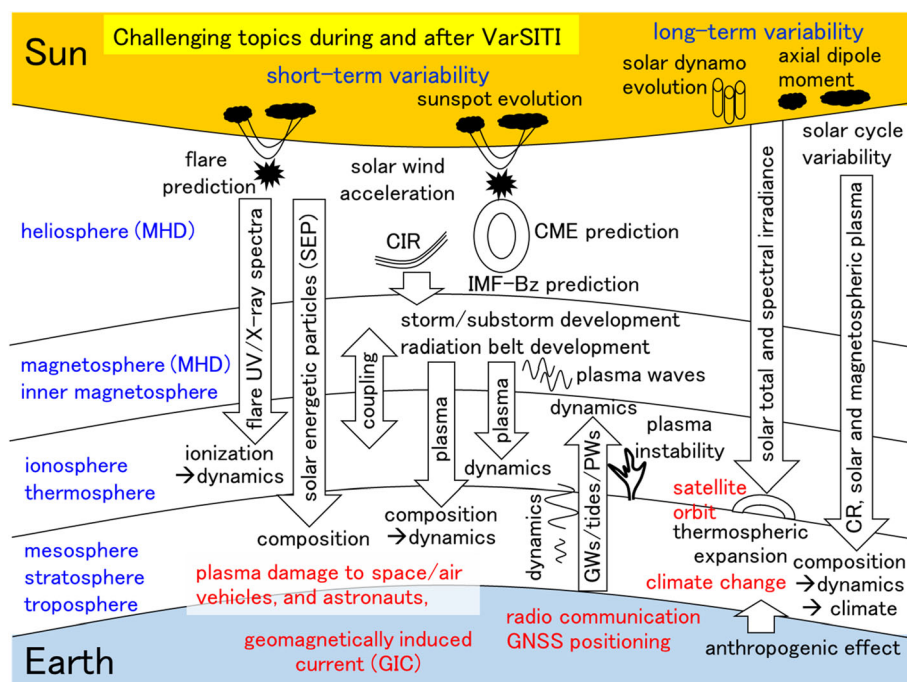 Sun
Challenging topics during and after VarSITI
short-term variability
long-term variability
solar dynamo
evolution
axial dipole
moment
sunspot evolution
flare
prediction
solar wind
acceleration
solar cycle
variability
heliosphere (MHD)
flare UV/X-ray spectra
solar energetic particles (SEP)
CIR
CME prediction
IMF-Bz prediction
solar total and spectral irradiance
CR, solar and magnetospheric plasma
storm/substorm development
radiation belt development
magnetosphere (MHD)
inner magnetosphere
coupling
plasma
plasma
plasma waves
dynamics
plasma
instability
ionization
→dynamics
dynamics
ionosphere
thermosphere
GWs/tides/PWs
dynamics
satellite
orbit
thermospheric
expansion
composition
composition
→dynamics
mesosphere
stratosphere
troposphere
plasma damage to space/air
vehicles, and astronauts,
climate change
composition
→dynamics
→ climate
radio communication
GNSS positioning
geomagnetically induced
current (GIC)
anthropogenic effect
Earth